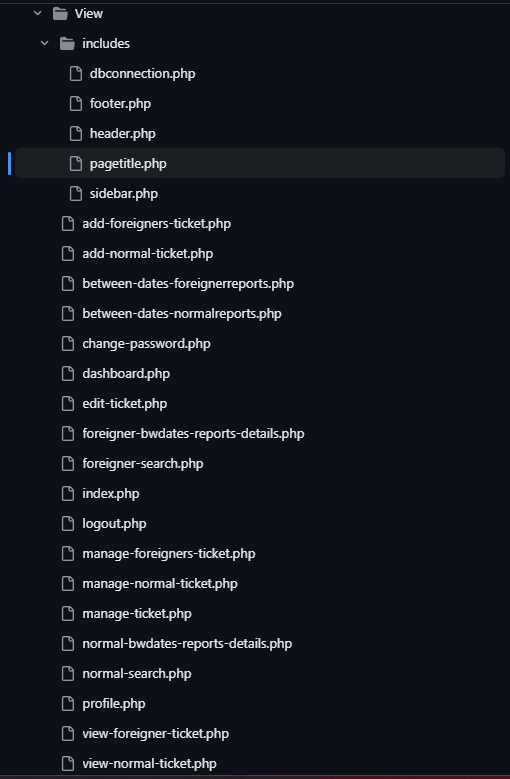 View
includes
dbconnection.php
footer.php
header.php
pagetitle.php
sidebar.php
add-foreigners-ticket.php
add-normal-ticket.php
between-dates-foreignerreports.php
between-dates-normalreports.php
change-password.php
dashboard.php
edit-ticket.php
foreigner-bwdates-reports-details.php
foreigner-search.php
index.php
logout.php
manage-foreigners-ticket.php
manage-normal-ticket.php
manage-ticket.php
normal-bwdates-reports-details.php
normal-search.php
profile.php
view-foreigner-ticket.php
view-normal-ticket.php